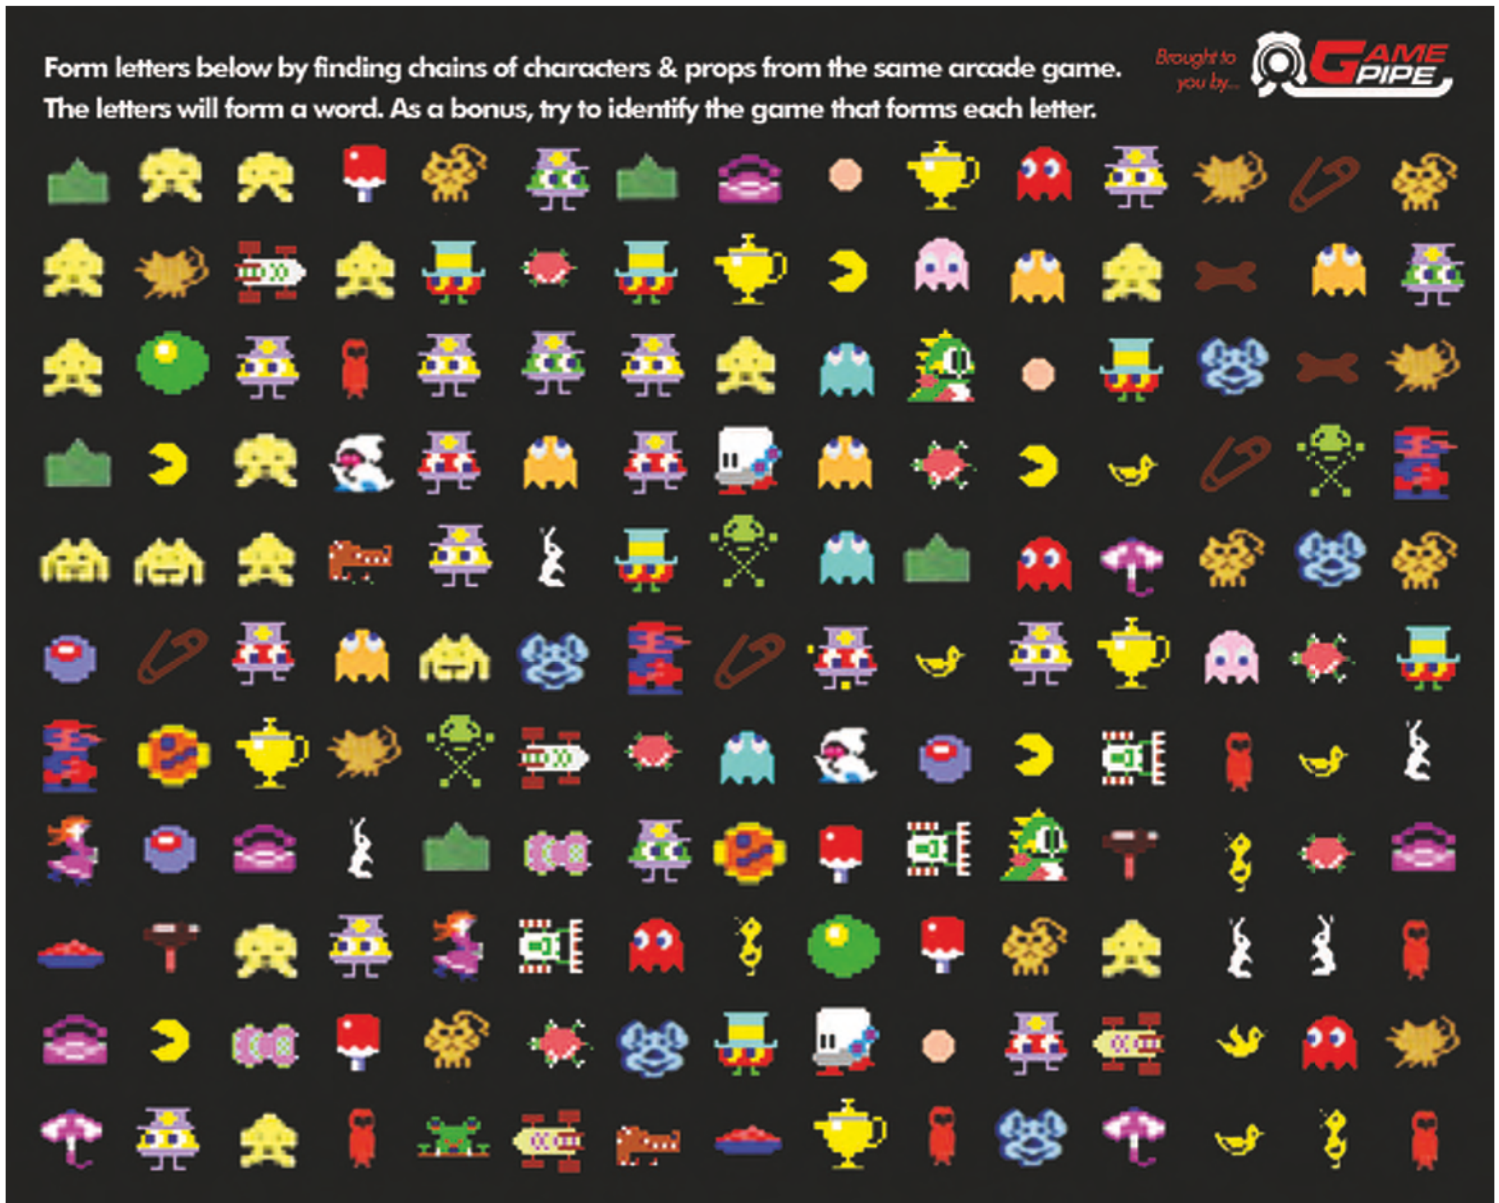 Form letters below by finding chains of characters & props from the same arcade game.
The letters will form a word. As a bonus, try to identify the game that forms each letter.
Brought to
you by...
GAME
PIPE